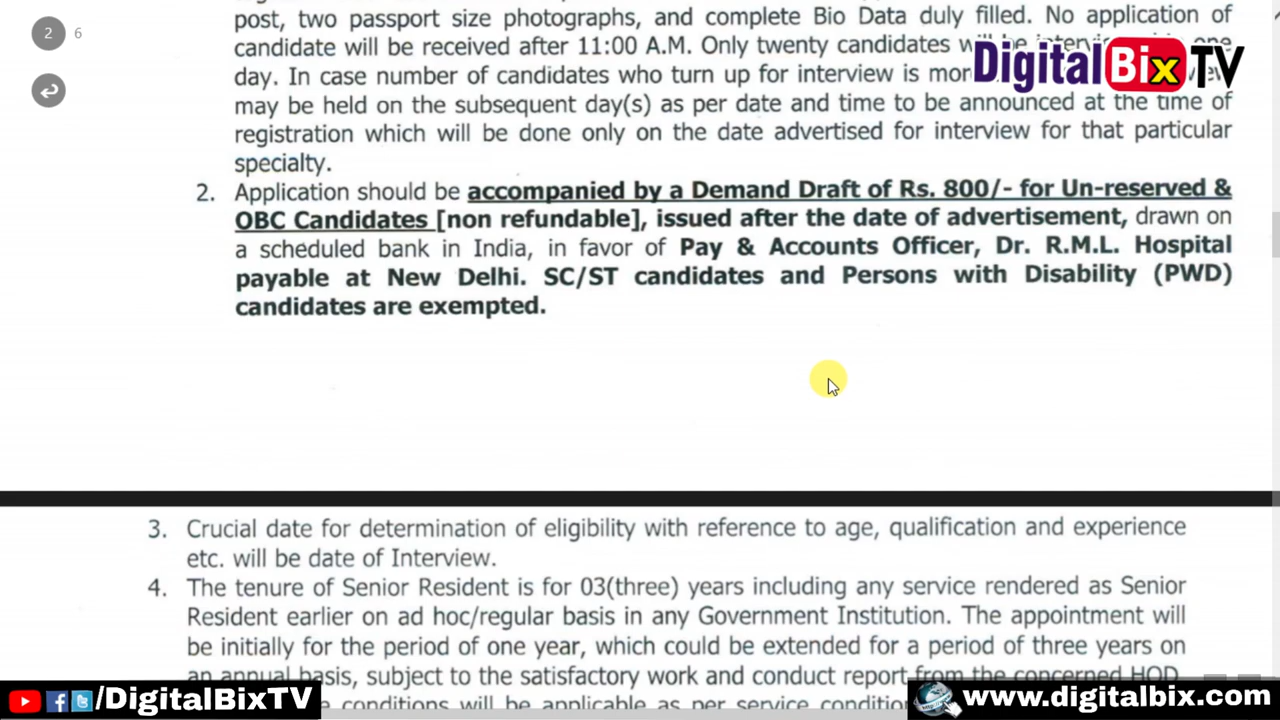 2 6
post, two passport size photographs, and complete Bio Data duly filled. No application of
candidate will be received after 11:00 A.M. Only twenty candidates one
day. In case number of candidates who turn up for interview is
may be held on the subsequent day(s) as per date and time to be announced at the time of
registration which will be done only on the date advertised for interview for that particular
specialty.
DigitalBixTV
2. Application should be accompanied by a Demand Draft of Rs. 800/- for Un-reserved &
OBC Candidates [non refundable], issued after the date of advertisement, drawn on
a scheduled bank in India, in favor of Pay & Accounts Officer, Dr. R.M.L. Hospital
payable at New Delhi. SC/ST candidates and Persons with Disability (PWD)
candidates are exempted.
3. Crucial date for determination of eligibility with reference to age, qualification and experience
etc. will be date of Interview.
4. The tenure of Senior Resident is for 03(three) years including any service rendered as Senior
Resident earlier on ad hoc/regular basis in any Government Institution. The appointment will
be initially for the period of one year, which could be extended for a period of three years on
an annual basis, subject to the satisfactory work and conduct report from the concerned HOD
conditions will be applicable as per service
/DigitalBixTV
www.digitalbix.com